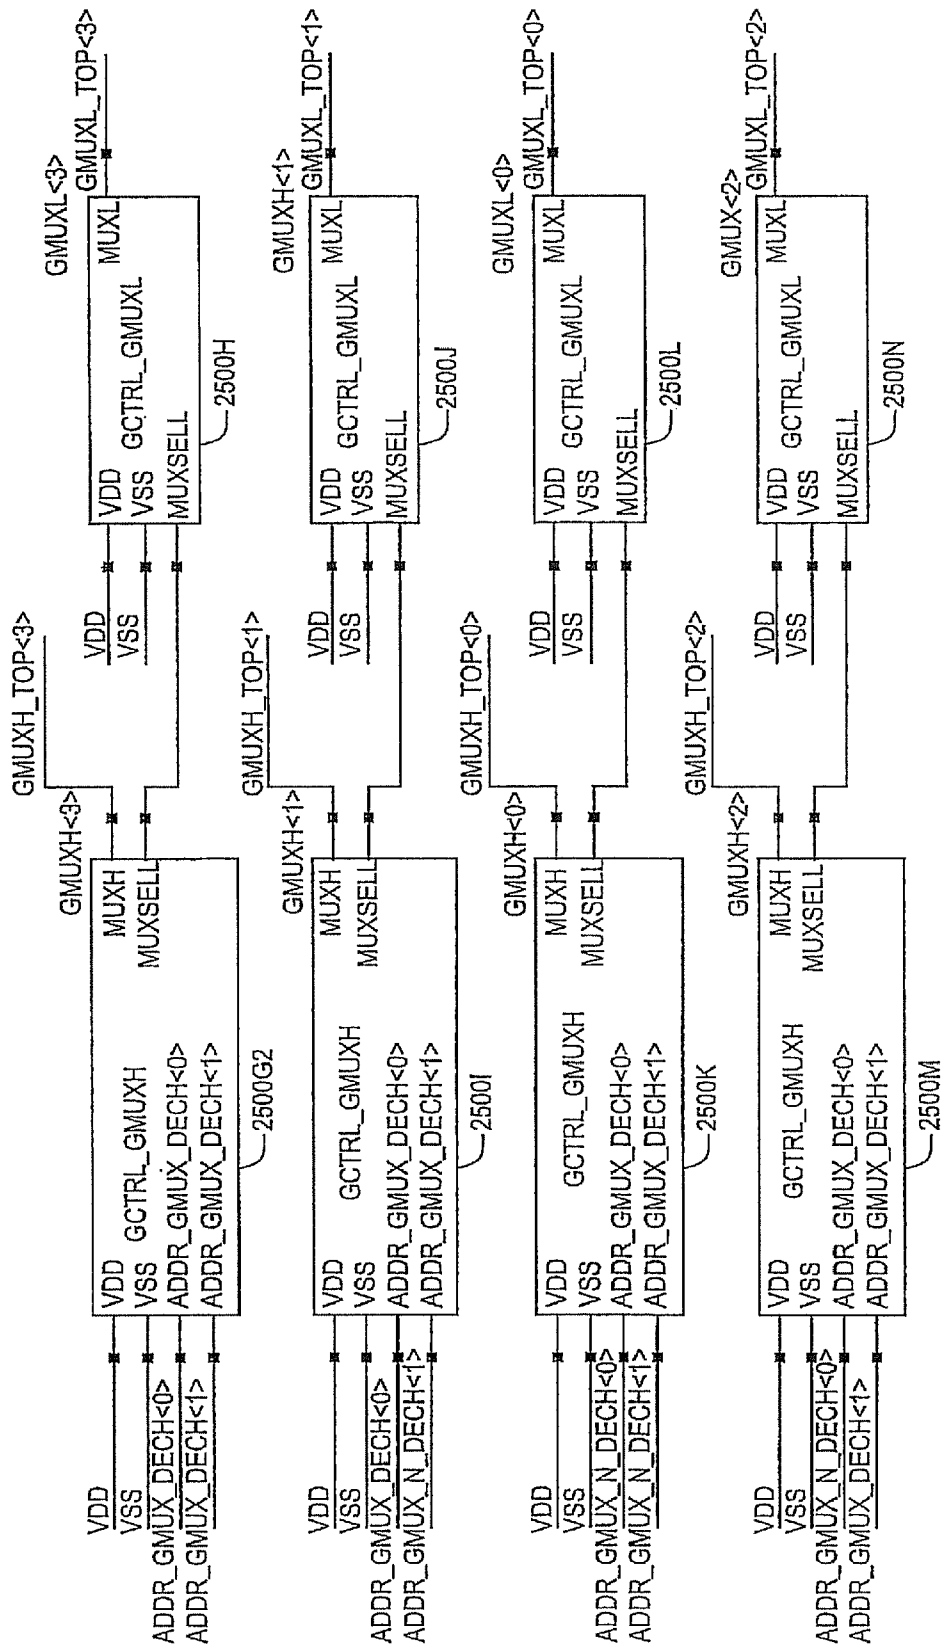 VDD
VSS
ADDR_GMUX_DECH<0>
ADDR_GMUX_DECH<1>
VDD
VSS
ADDR_GMUX_DECH<0>
ADDR_GMUX_DECH<1>
GCTRL_GMUXH
MUXH
MUXSELL
2500G2
GMUXH<3>
GMUXH_TOP<3>
VDD
VSS
VDD
VSS
MUXSELL
GCTRL_GMUXL
MUXL
2500H
GMUXL<3>
GMUXL_TOP<3>
VDD
VSS
ADDR_GMUX_DECH<0>
ADDR_GMUX_N_DECH<1>
VDD
VSS
ADDR_GMUX_DECH<0>
ADDR_GMUX_DECH<1>
GCTRL_GMUXH
MUXH
MUXSELL
2500I
GMUXH<1>
GMUXH_TOP<1>
VDD
VSS
VDD
VSS
MUXSELL
GCTRL_GMUXL
MUXL
2500J
GMUXH<1>
GMUXL_TOP<1>
VDD
VSS
ADDR_GMUX_N_DECH<0>
ADDR_GMUX_N_DECH<1>
VDD
VSS
ADDR_GMUX_DECH<0>
ADDR_GMUX_DECH<1>
GCTRL_GMUXH
MUXH
MUXSELL
2500K
GMUXH<0>
GMUXH_TOP<0>
VDD
VSS
VDD
VSS
MUXSELL
GCTRL_GMUXL
MUXL
2500L
GMUXL<0>
GMUXL_TOP<0>
VDD
VSS
ADDR_GMUX_N_DECH<0>
ADDR_GMUX_DECH<1>
VDD
VSS
ADDR_GMUX_DECH<0>
ADDR_GMUX_DECH<1>
GCTRL_GMUXH
MUXH
MUXSELL
2500M
GMUXH<2>
GMUXH_TOP<2>
VDD
VSS
VDD
VSS
MUXSELL
GCTRL_GMUXL
MUXL
2500N
GMUX<2>
GMUXL_TOP<2>